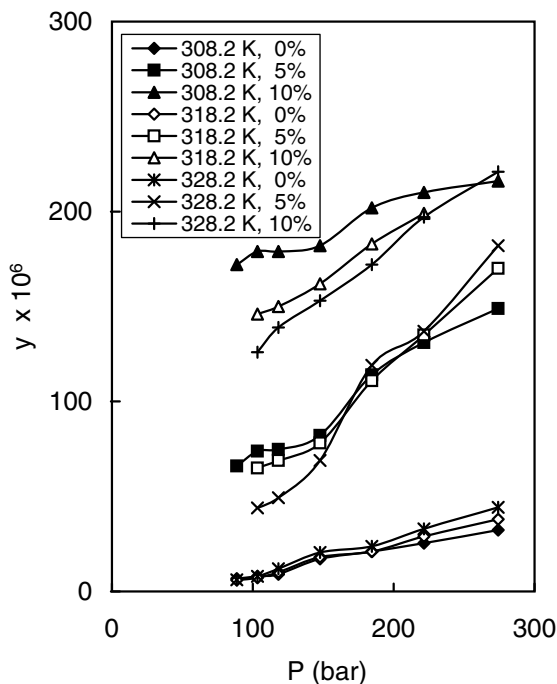 300
308.2 K, 0%
308.2 K, 5%
308.2 K, 10%
318.2 K, 0%
318.2 K, 5%
318.2 K, 10%
328.2 K, 0%
328.2 K, 5%
328.2 K, 10%
200
y x 10⁶
100
0
0 100 200 300
P (bar)